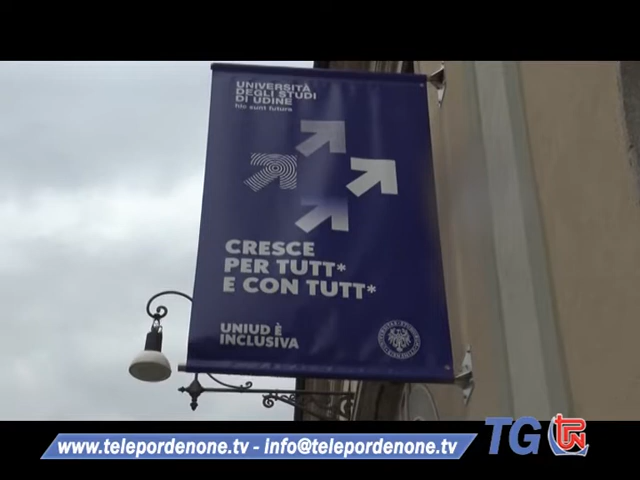 UNIVERSITÀ
DEGLI STUDI
DI UDINE
hic sunt futura
CRESCE
PER TUTT*
E CON TUTT*
UNIUD È
INCLUSIVA
www.telepordenone.tv - Info@telepordenone.tv
TG
TPN